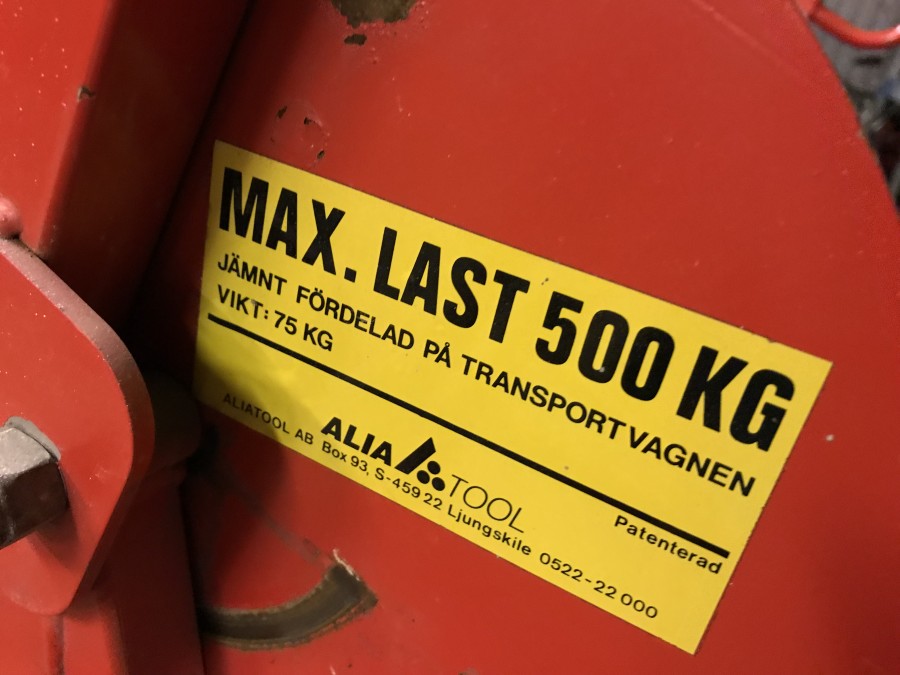 MAX. LAST 500 KG
JÄMNT FÖRDELAD PÅ TRANSPORTVAGNEN
VIKT: 75 KG
ALIA TOOL
Patenterad
ALIATOOL AB Box 93, S-459 22 Ljungskile 0522-22 000